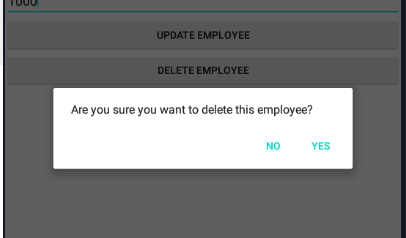 1000
UPDATE EMPLOYEE
DELETE EMPLOYEE
Are you sure you want to delete this employee?
NO YES